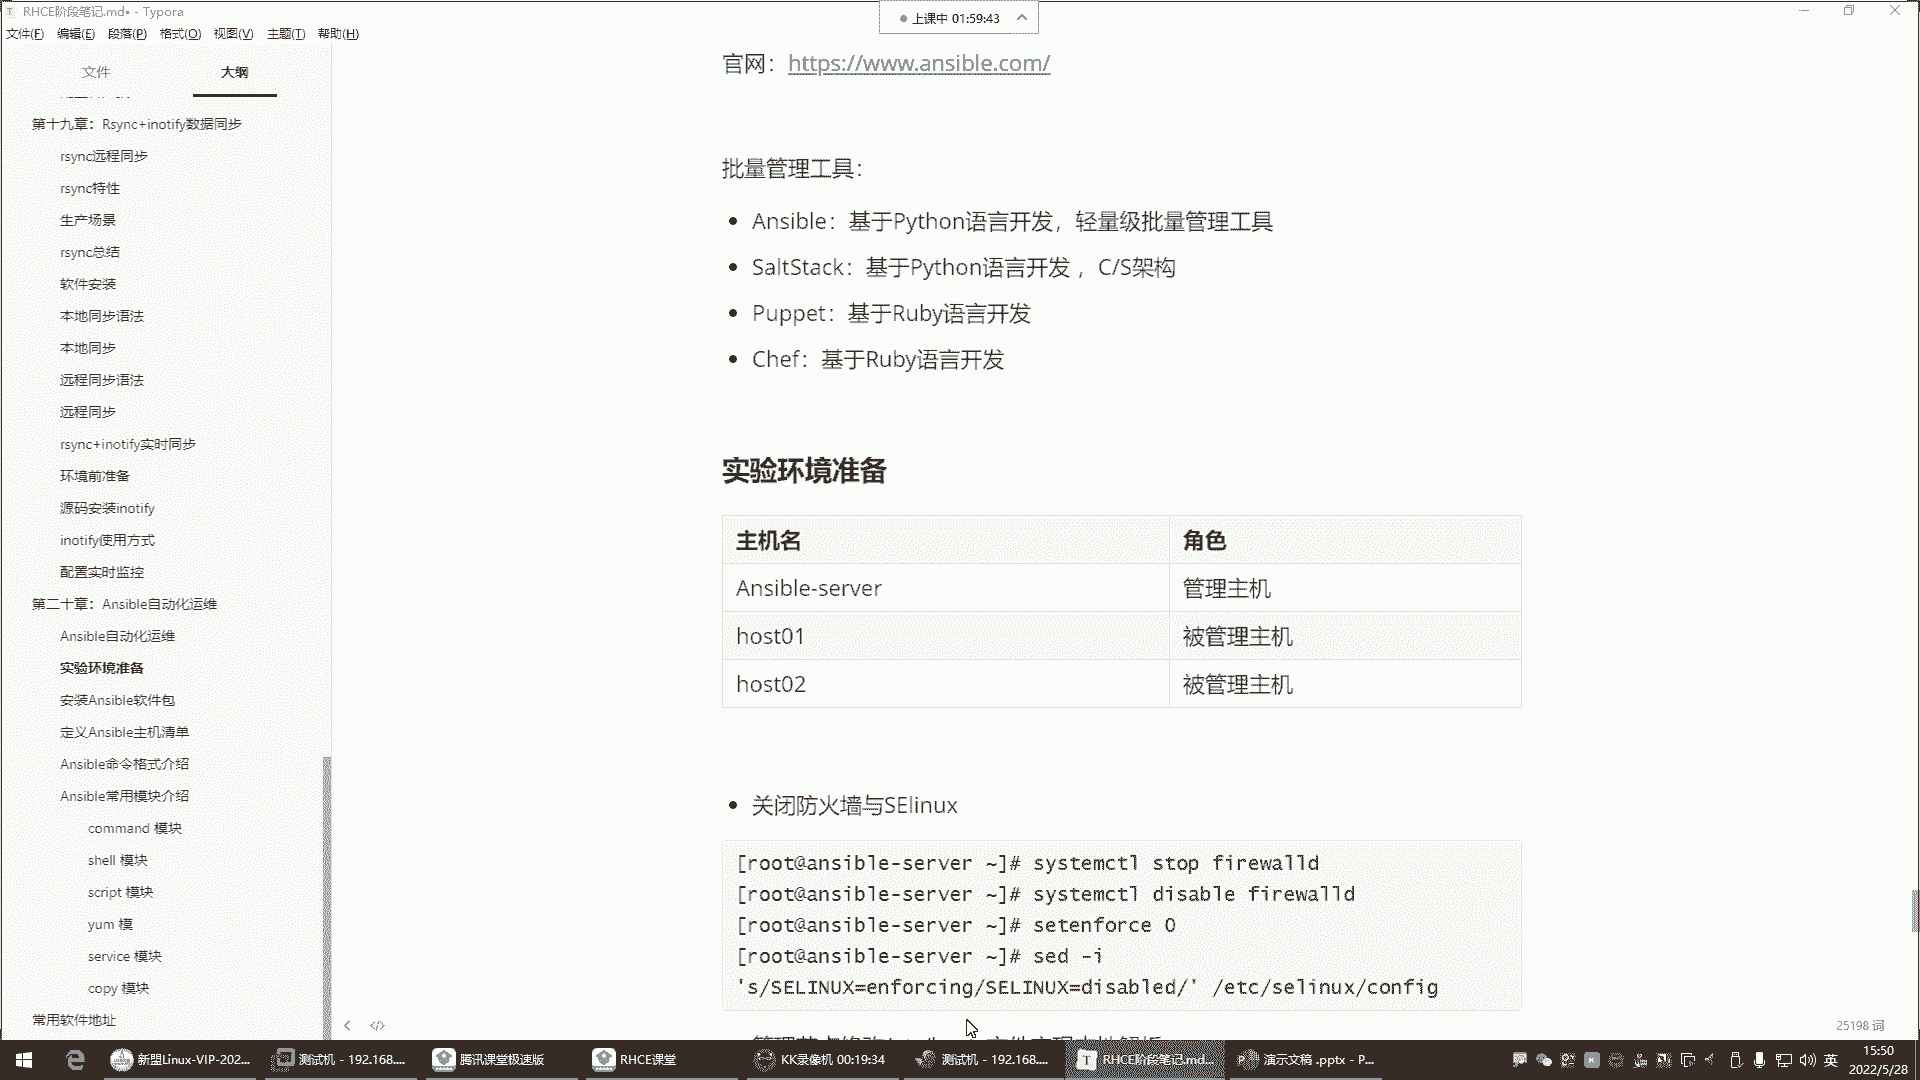 RHCE阶段笔记.md• - Typora
上课中 01:59:43
文件(F) 编辑(E) 段落(P) 格式(O) 视图(V) 主题(T) 帮助(H)
文件 大纲
第十九章：Rsync+inotify数据同步
rsync远程同步
rsync特性
生产场景
rsync总结
软件安装
本地同步语法
本地同步
远程同步语法
远程同步
rsync+inotify实时同步
环境前准备
源码安装inotify
inotify使用方式
配置实时监控
第二十章：Ansible自动化运维
Ansible自动化运维
实验环境准备
安装Ansible软件包
定义Ansible主机清单
Ansible命令格式介绍
Ansible常用模块介绍
command 模块
shell 模块
script 模块
yum 模
service 模块
copy 模块
常用软件地址
官网：https://www.ansible.com/
批量管理工具：
• Ansible：基于Python语言开发，轻量级批量管理工具
• SaltStack：基于Python语言开发 ，C/S架构
• Puppet：基于Ruby语言开发
• Chef：基于Ruby语言开发
实验环境准备
主机名 角色
Ansible-server 管理主机
host01 被管理主机
host02 被管理主机
• 关闭防火墙与SElinux
[root@ansible-server ~]# systemctl stop firewalld
[root@ansible-server ~]# systemctl disable firewalld
[root@ansible-server ~]# setenforce 0
[root@ansible-server ~]# sed -i
's/SELINUX=enforcing/SELINUX=disabled/' /etc/selinux/config
25198 词
新盟Linux-VIP-202... 测试机 - 192.168.... 腾讯课堂极速版 RHCE课堂 KK录像机 00:19:34 测试机 - 192.168.... RHCE阶段笔记.md... 演示文稿 .pptx - P...
英
15:50
2022/5/28